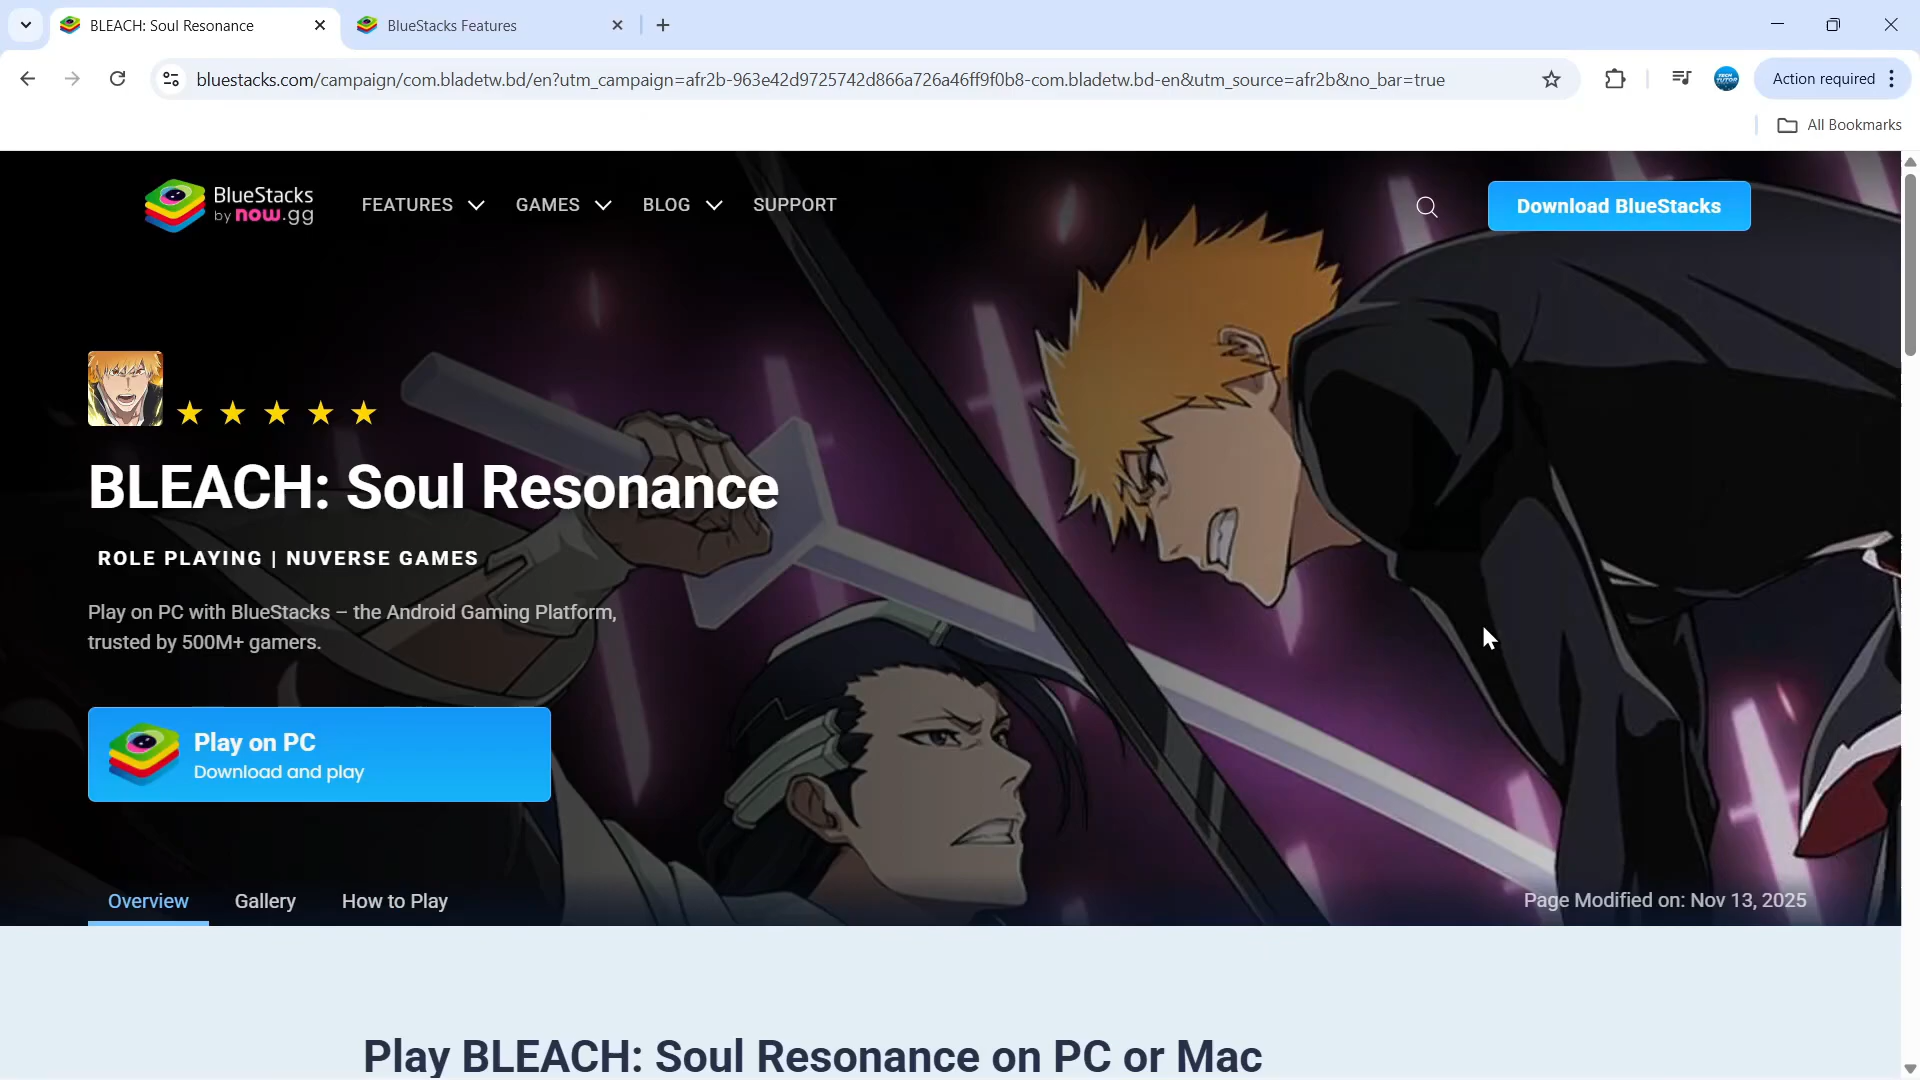 BLEACH: Soul Resonance
BlueStacks Features
bluestacks.com/campaign/com.bladetw.bd/en?utm_campaign=afr2b-963e42d9725742d866a726a46ff9f0b8-com.bladetw.bd-en&utm_source=afr2b&no_bar=true
Action required
All Bookmarks
BlueStacks
by now.gg
FEATURES
GAMES
BLOG
SUPPORT
Download BlueStacks
BLEACH: Soul Resonance
ROLE PLAYING | NUVERSE GAMES
Play on PC with BlueStacks – the Android Gaming Platform,
trusted by 500M+ gamers.
Play on PC
Download and play
Overview
Gallery
How to Play
Page Modified on: Nov 13, 2025
Play BLEACH: Soul Resonance on PC or Mac